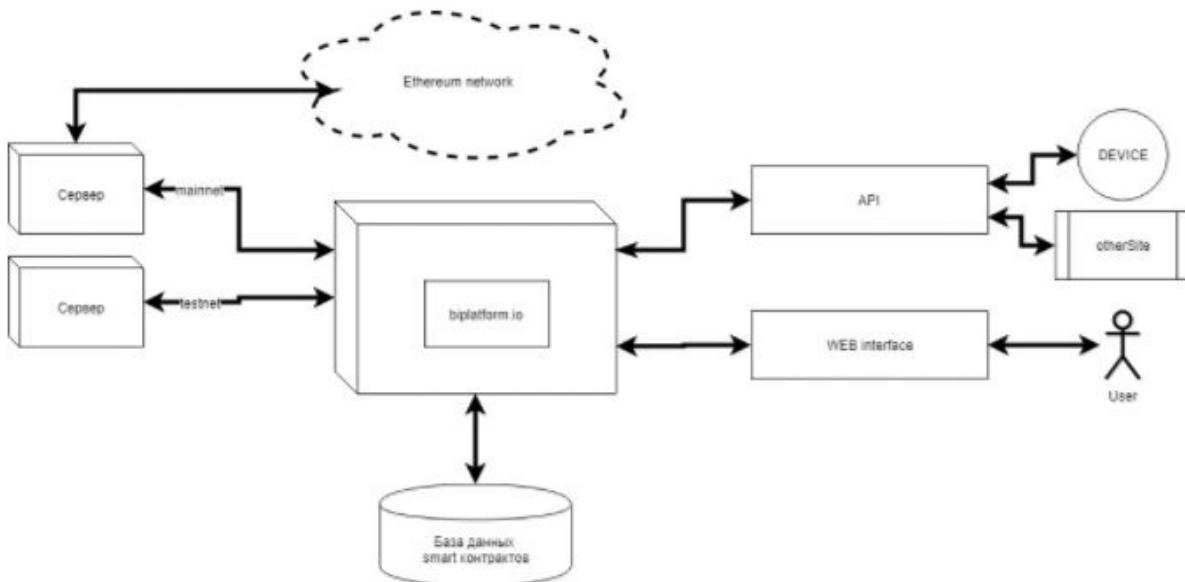 Ethereum network
Сервер
mainnet
API
DEVICE
otherSite
Сервер
testnet
biplatform.io
WEB interface
User
База данных
smart контрактов